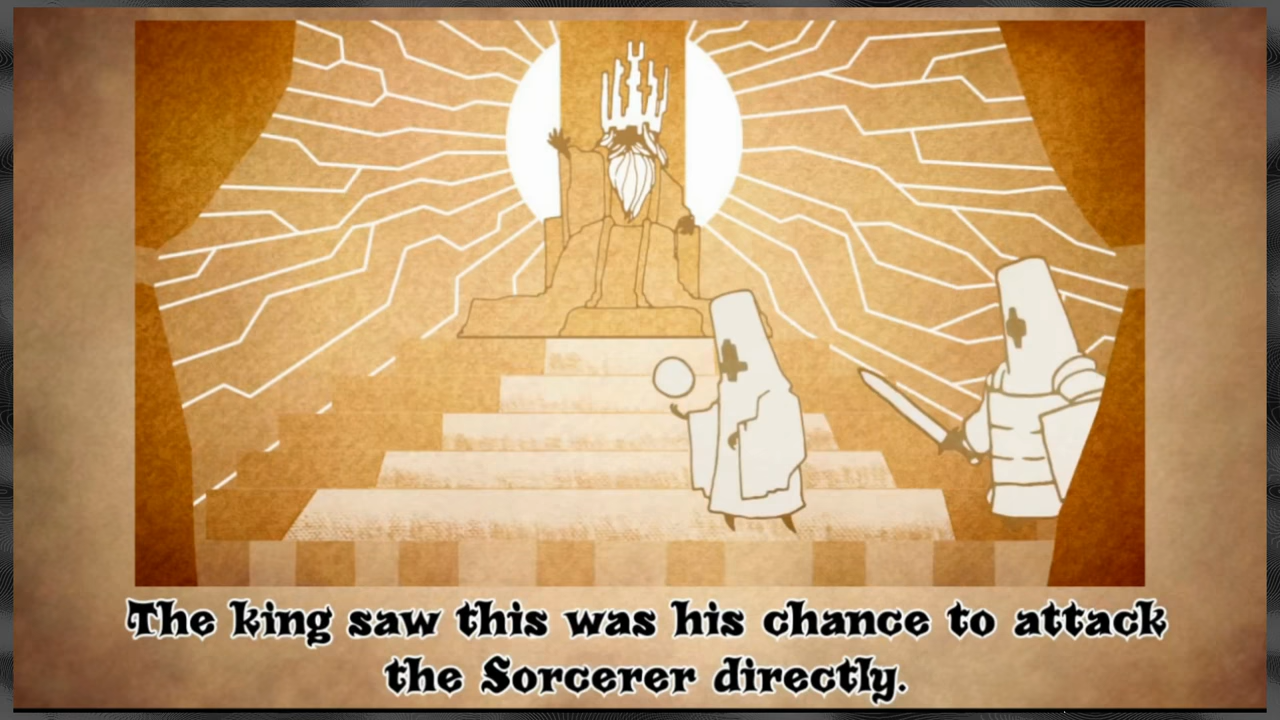 The king saw this was his chance to attack
the Sorcerer directly.